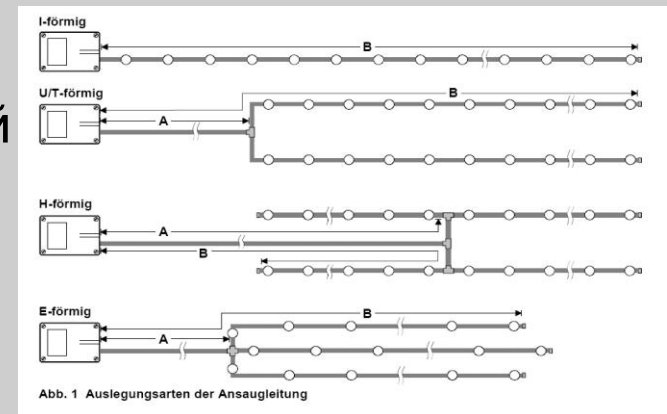 I-förmig
B
U/T-förmig
B
A
й
H-förmig
A
B
E-förmig
B
A
Abb. 1 Auslegungsarten der Ansaugleitung